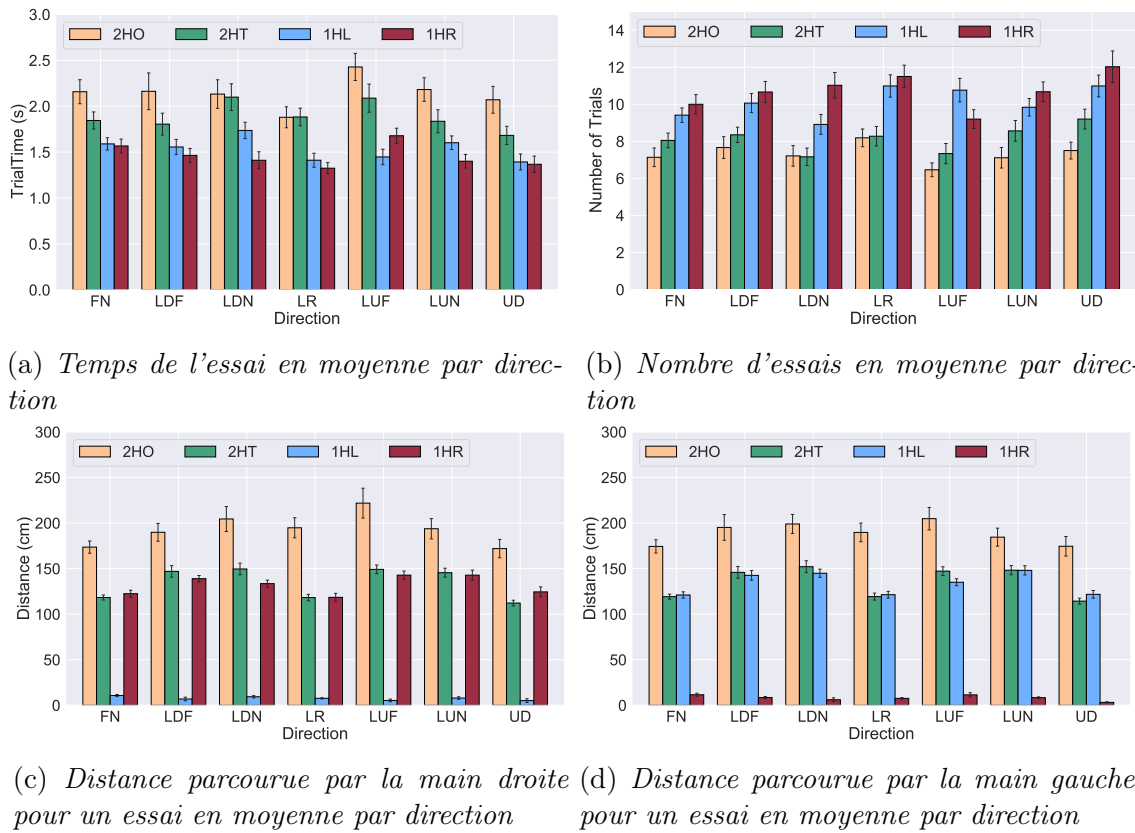 3.0
2.5
2.0
1.5
1.0
0.5
0.0
TrialTime (s)
2HO 2HT 1HL 1HR
FN LDF LDN LR LUF LUN UD
Direction
14
12
10
8
6
4
2
0
Number of Trials
2HO 2HT 1HL 1HR
FN LDF LDN LR LUF LUN UD
Direction
(a) Temps de l'essai en moyenne par direc-
tion
(b) Nombre d'essais en moyenne par direc-
tion
300
250
200
150
100
50
0
Distance (cm)
2HO 2HT 1HL 1HR
FN LDF LDN LR LUF LUN UD
Direction
300
250
200
150
100
50
0
Distance (cm)
2HO 2HT 1HL 1HR
FN LDF LDN LR LUF LUN UD
Direction
(c) Distance parcourue par la main droite
pour un essai en moyenne par direction
(d) Distance parcourue par la main gauche
pour un essai en moyenne par direction